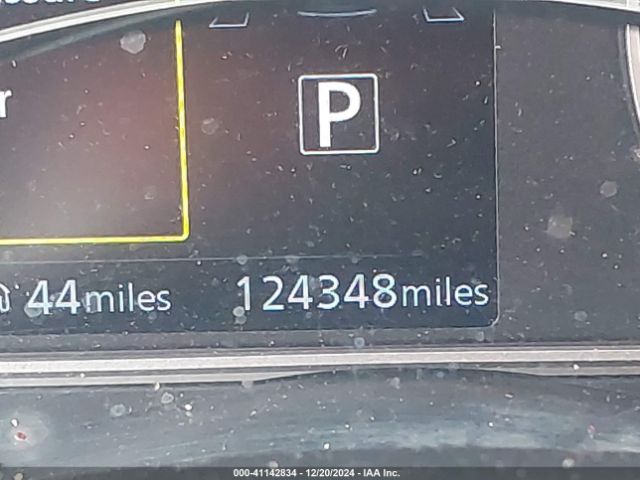 r
P
44miles 124348miles
000-41142834 - 12/20/2024 - IAA Inc.